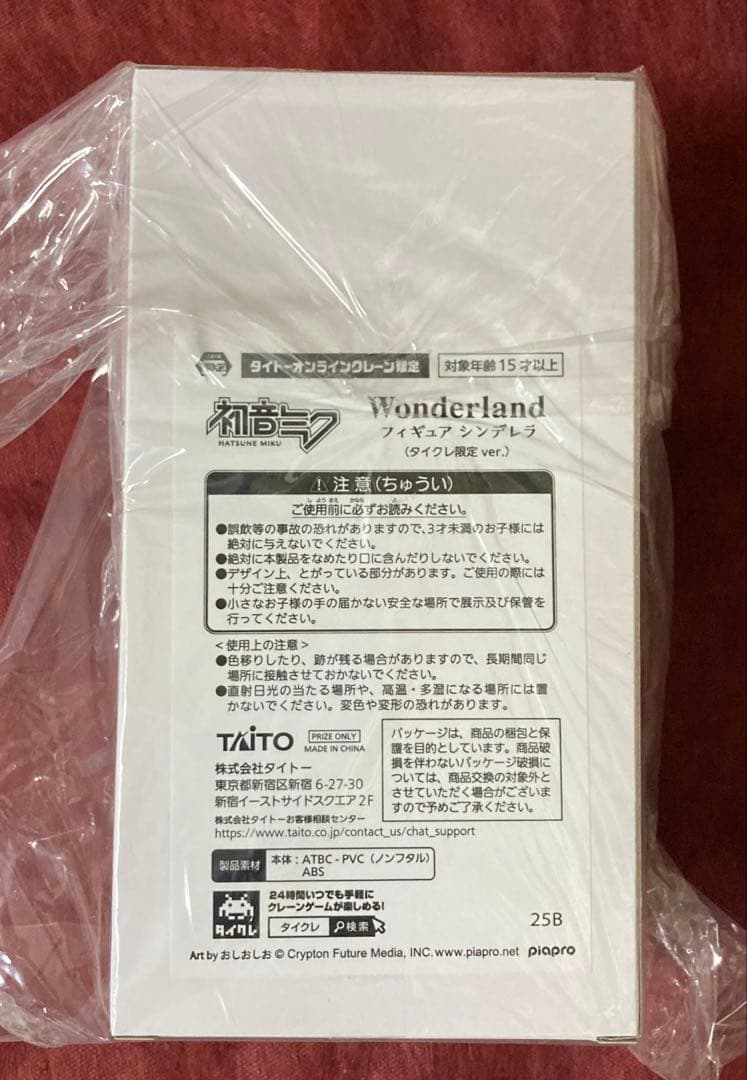 タイトーオンラインクレーン限定 対象年齢15才以上
初音ミク
HATSUNE MIKU
Wonderland
フィギュア シンデレラ
(タイクレ限定 ver.)
⚠注意(ちゅうい)
ご使用前に必ずお読みください。
●誤飲等の事故の恐れがありますので、3才未満のお子様には
絶対に与えないでください。
●絶対に本製品をなめたり口に含んだりしないでください。
●デザイン上、とがっている部分があります。ご使用の際には
十分ご注意ください。
●小さなお子様の手の届かない安全な場所で展示及び保管を
行ってください。
<使用上の注意>
●色移りしたり、跡が残る場合がありますので、長期間同じ
場所に接触させておかないでください。
●直射日光の当たる場所や、高温・多湿になる場所には置
かないでください。変色や変形の恐れがあります。
TAITO
PRIZE ONLY
MADE IN CHINA
株式会社タイトー
東京都新宿区新宿 6-27-30
新宿イーストサイドスクエア 2F
株式会社タイトーお客様相談センター
https://www.taito.co.jp/contact_us/chat_support
パッケージは、商品の梱包と保
護を目的としています。商品破
損を伴わないパッケージ破損に
ついては、商品交換の対象外と
させていただく場合がございま
すので予めご了承ください。
製品素材 本体:ATBC-PVC(ノンフタル)
ABS
タイクレ
24時間いつでも手軽に
クレーンゲームが楽しめる!
タイクレ 検索
25B
Art by おしおしお © Crypton Future Media, INC. www.piapro.net piapro